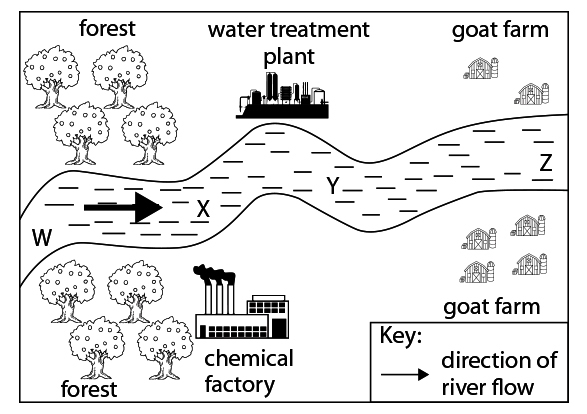 forest
water treatment
plant
goat farm
W
X
Y
Z
forest
chemical
factory
goat farm
Key:
direction of
river flow